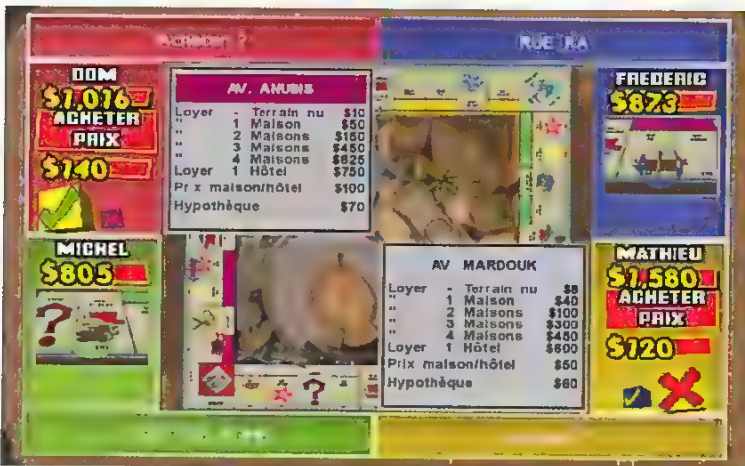 RUE RA
DOM
$1,016
ACHETER
PRIX
$140
AV. ANUBIS
Loyer - Terrain nu $10
" 1 Maison $50
" 2 Maisons $150
" 3 Maisons $450
" 4 Maisons $625
Loyer 1 Hôtel $750
Prix maison/hôtel $100
Hypothèque $70
FREDERIC
$823
MICHEL
$805
?
?
AV MARDOUK
Loyer - Terrain nu $8
" 1 Maison $40
" 2 Maisons $100
" 3 Maisons $300
" 4 Maisons $450
Loyer 1 Hôtel $600
Prix maison/hôtel $50
Hypothèque $60
MATHIEU
$1,580
ACHETER
PRIX
$120